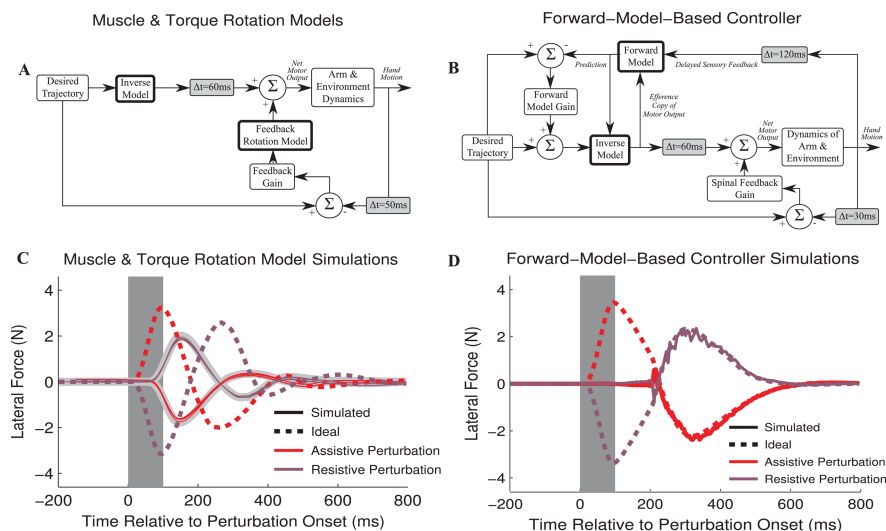 Muscle & Torque Rotation Models
A
Desired
Trajectory
Inverse
Model
Δt=60ms
+
Σ
+
Net
Motor
Output
Arm &
Environment
Dynamics
Hand
Motion
Feedback
Rotation Model
Feedback
Gain
+
Σ
-
Δt=50ms
Forward-Model-Based Controller
B
+
Σ
-
Prediction
Forward
Model
Delayed Sensory Feedback
Δt=120ms
Forward
Model Gain
Efference
Copy of
Motor Output
Desired
Trajectory
+
+
Σ
Inverse
Model
Δt=60ms
+
Σ
+
Net
Motor
Output
Dynamics of
Arm &
Environment
Hand
Motion
Spinal Feedback
Gain
+
Σ
-
Δt=30ms
C
Muscle & Torque Rotation Model Simulations
Lateral Force (N)
4
2
0
-2
-4
Simulated
Ideal
Assistive Perturbation
Resistive Perturbation
-200 0 200 400 600 800
Time Relative to Perturbation Onset (ms)
D
Forward-Model-Based Controller Simulations
Lateral Force (N)
4
2
0
-2
-4
Simulated
Ideal
Assistive Perturbation
Resistive Perturbation
-200 0 200 400 600 800
Time Relative to Perturbation Onset (ms)